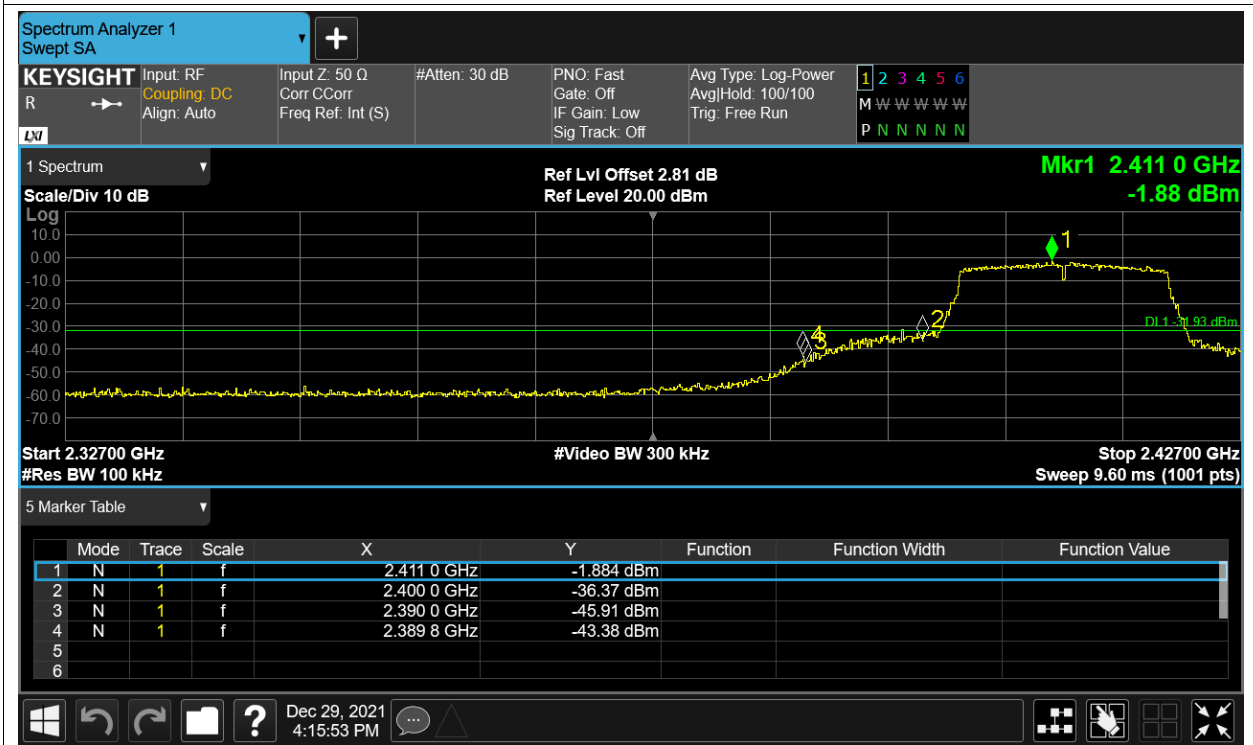 Spectrum Analyzer 1
Swept SA
+
KEYSIGHT Input: RF Input Z: 50 Ω #Atten: 30 dB PNO: Fast Avg Type: Log-Power 1 2 3 4 5 6
R Coupling: DC Corr CCorr Gate: Off Avg|Hold: 100/100 M W W W W W
Align: Auto Freq Ref: Int (S) IF Gain: Low Trig: Free Run
LXI Sig Track: Off P N N N N N
1 Spectrum Ref Lvl Offset 2.81 dB Mkr1 2.411 0 GHz
Scale/Div 10 dB Ref Level 20.00 dBm -1.88 dBm
Log
10.0 1
0.00
-10.0
-20.0
-30.0 4 3 2 DL1 -31.93 dBm
-40.0
-50.0
-60.0
-70.0
Start 2.32700 GHz #Video BW 300 kHz Stop 2.42700 GHz
#Res BW 100 kHz Sweep 9.60 ms (1001 pts)
5 Marker Table
Mode Trace Scale X Y Function Function Width Function Value
1 N 1 f 2.411 0 GHz -1.884 dBm
2 N 1 f 2.400 0 GHz -36.37 dBm
3 N 1 f 2.390 0 GHz -45.91 dBm
4 N 1 f 2.389 8 GHz -43.38 dBm
5
6
? Dec 29, 2021
4:15:53 PM